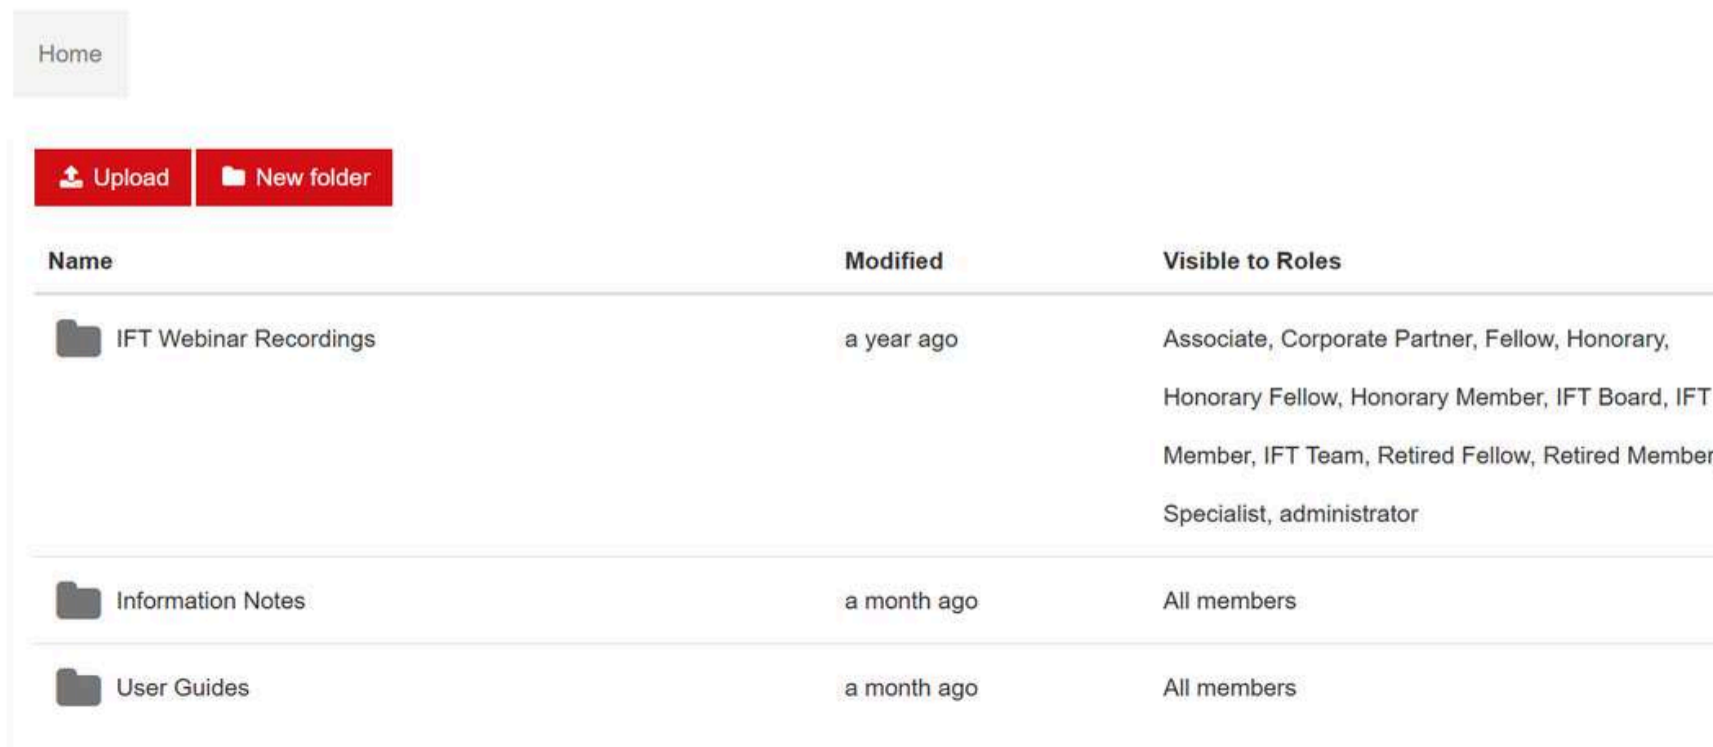 Home
Upload New folder
Name Modified Visible to Roles
IFT Webinar Recordings a year ago Associate, Corporate Partner, Fellow, Honorary,
Honorary Fellow, Honorary Member, IFT Board, IFT
Member, IFT Team, Retired Fellow, Retired Member
Specialist, administrator
Information Notes a month ago All members
User Guides a month ago All members